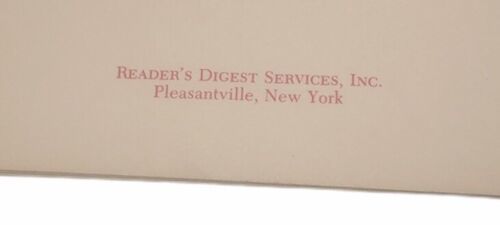 READER'S DIGEST SERVICES, INC.
Pleasantville, New York